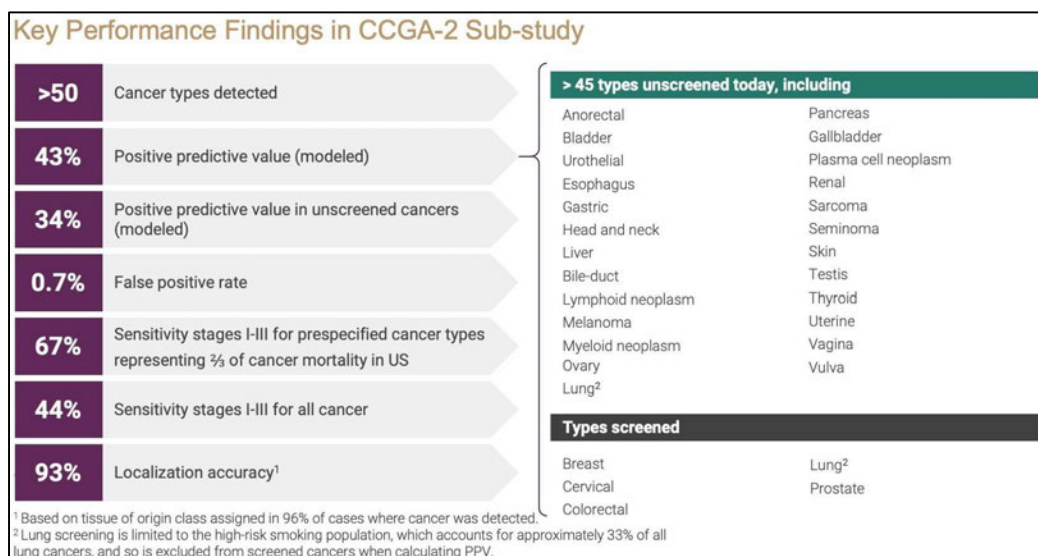 Key Performance Findings in CCGA-2 Sub-study
>50
Cancer types detected
43%
Positive predictive value (modeled)
34%
Positive predictive value in unscreened cancers
(modeled)
0.7%
False positive rate
67%
Sensitivity stages I-III for prespecified cancer types
representing ⅔ of cancer mortality in US
44%
Sensitivity stages I-III for all cancer
93%
Localization accuracy¹
> 45 types unscreened today, including
Anorectal
Bladder
Urothelial
Esophagus
Gastric
Head and neck
Liver
Bile-duct
Lymphoid neoplasm
Melanoma
Myeloid neoplasm
Ovary
Lung²
Pancreas
Gallbladder
Plasma cell neoplasm
Renal
Sarcoma
Seminoma
Skin
Testis
Thyroid
Uterine
Vagina
Vulva
Types screened
Breast
Cervical
Colorectal
Lung²
Prostate
¹ Based on tissue of origin class assigned in 96% of cases where cancer was detected.
² Lung screening is limited to the high-risk smoking population, which accounts for approximately 33% of all
lung cancers, and so is excluded from screened cancers when calculating PPV.